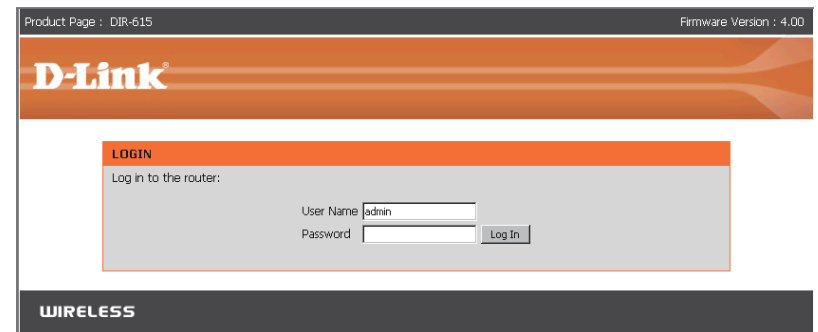 Product Page : DIR-615 Firmware Version : 4.00
D-Link®
LOGIN
Log in to the router:
User Name admin
Password Log In
WIRELESS